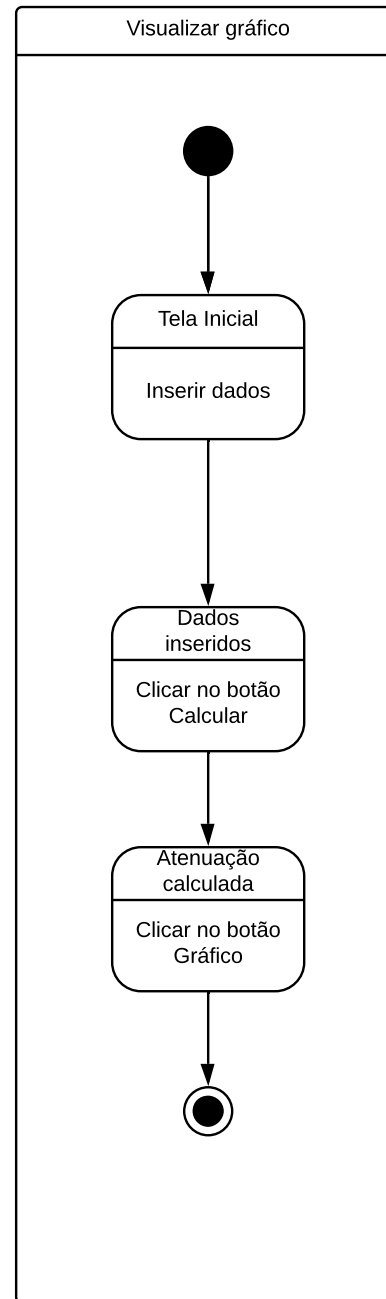 Visualizar gráfico
Tela Inicial
Inserir dados
Dados
inseridos
Clicar no botão
Calcular
Atenuação
calculada
Clicar no botão
Gráfico